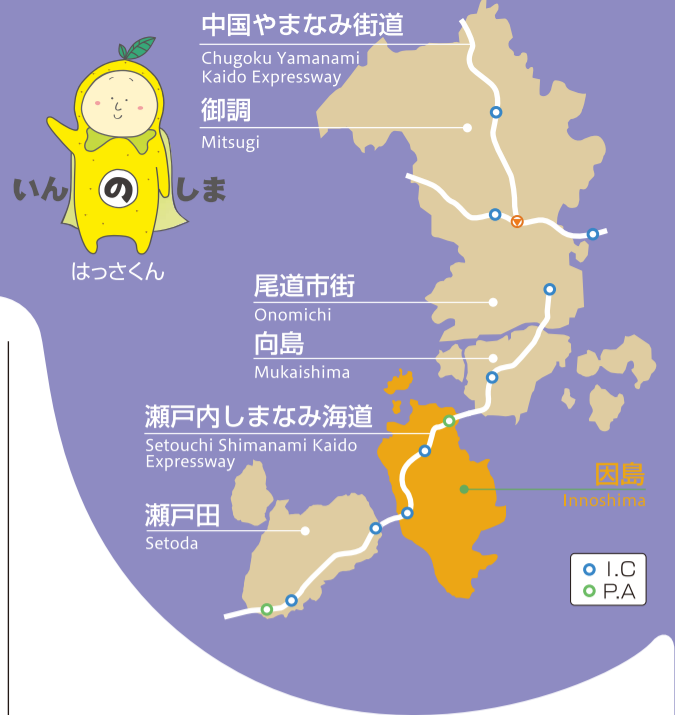 中国やまなみ街道
Chugoku Yamanami
Kaido Expressway
御調
Mitsugi
いんのしま
はっさくん
尾道市街
Onomichi
向島
Mukaishima
瀬戸内しまなみ海道
Setouchi Shimanami Kaido
Expressway
因島
Innoshima
瀬戸田
Setoda
I.C
P.A